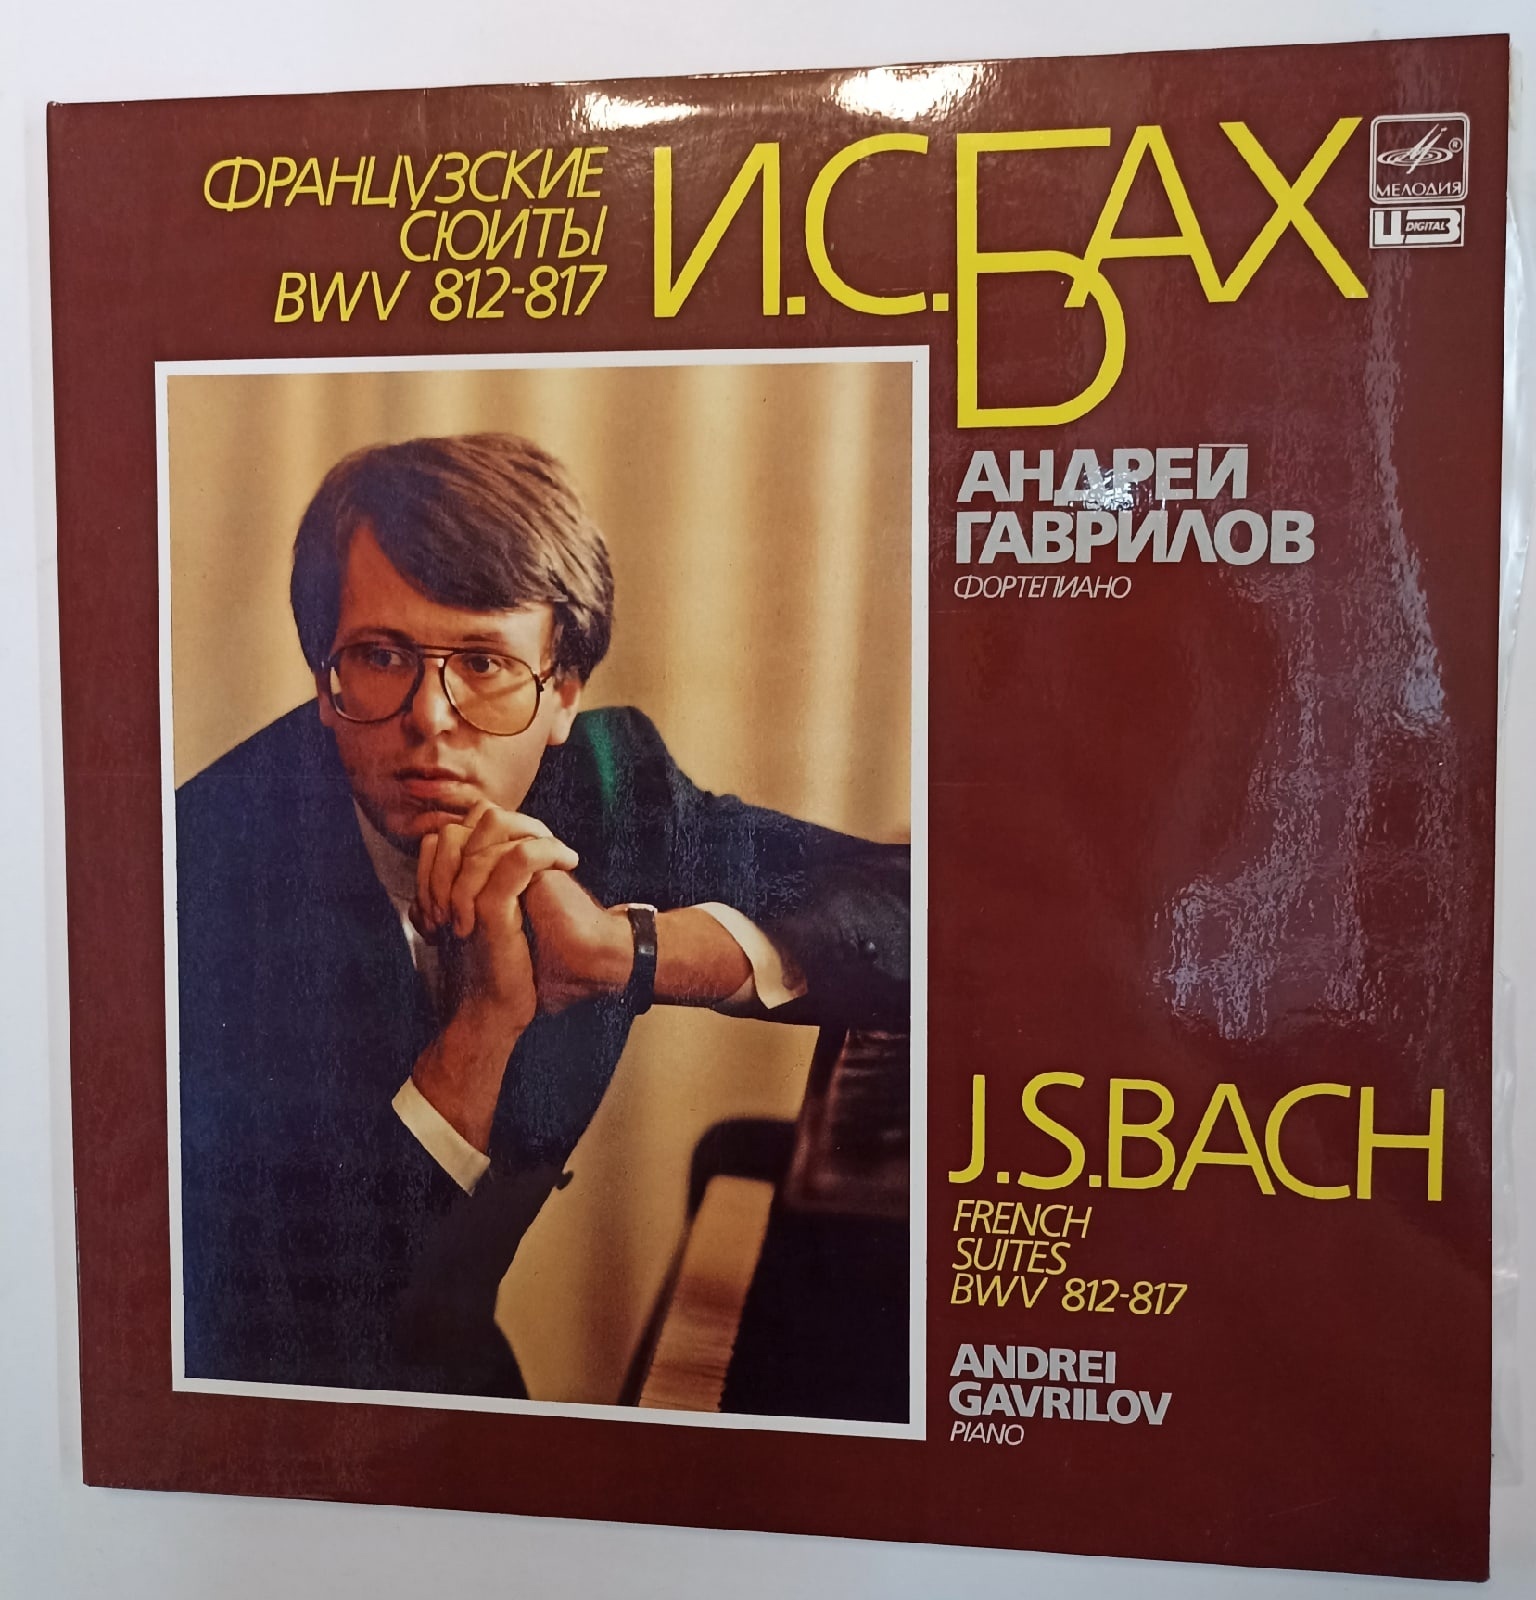 ФРАНЦУЗСКИЕ
СЮИТЫ
BWV 812-817
И.С.БАХ
МЕЛОДИЯ
ЦЗ DIGITAL
АНДРЕЙ
ГАВРИЛОВ
ФОРТЕПИАНО
J.S.BACH
FRENCH
SUITES
BWV 812-817
ANDREI
GAVRILOV
PIANO